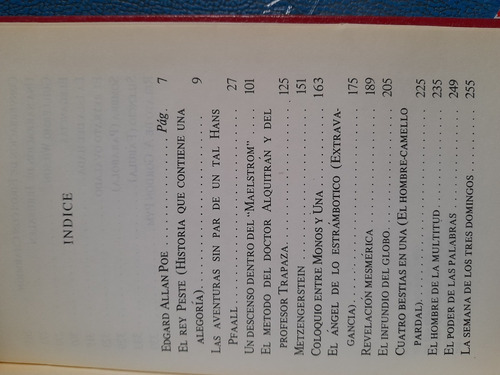 INDICE
Pág.
EDGARD ALLAN POE . . . . . . . . . . . . . . . . 7
EL REY PESTE (HISTORIA QUE CONTIENE UNA
ALEGORÍA) . . . . . . . . . . . . . . . . . . . . 9
LAS AVENTURAS SIN PAR DE UN TAL HANS
PFAALL . . . . . . . . . . . . . . . . . . . . . 27
UN DESCENSO DENTRO DEL "MAELSTROM" 101
EL METODO DEL DOCTOR ALQUITRÁN Y DEL
PROFESOR TRAPAZA . . . . . . . . . . . . . . 125
METZENGERSTEIN . . . . . . . . . . . . . . . . 151
COLOQUIO ENTRE MONOS Y UNA . . . . . . . . 163
EL ANGEL DE LO ESTRAMBOTICO (EXTRAVA-
GANCIA) . . . . . . . . . . . . . . . . . . . . 175
REVELACIÓN MESMÉRICA . . . . . . . . . . . . 189
EL INFUNDIO DEL GLOBO . . . . . . . . . . . . 205
CUATRO BESTIAS EN UNA (EL HOMBRE-CAMELLO
PARDAL) . . . . . . . . . . . . . . . . . . . . 225
EL HOMBRE DE LA MULTITUD . . . . . . . . . . 235
EL PODER DE LAS PALABRAS . . . . . . . . . . 249
LA SEMANA DE LOS TRES DOMINGOS . . . . . . 255